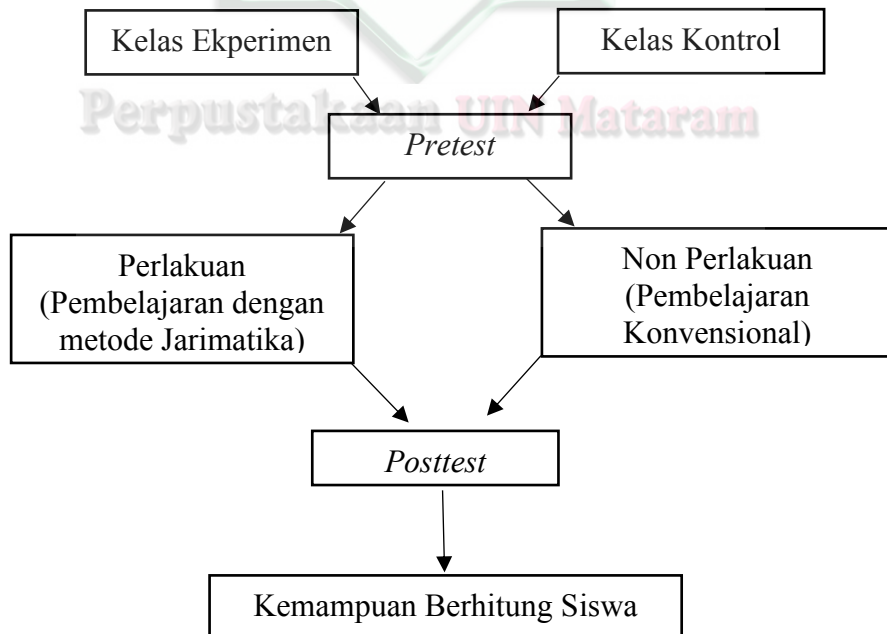 Kelas Ekperimen
Kelas Kontrol
Perpustakaan UIN Mataram
Pretest
Perlakuan
(Pembelajaran dengan
metode Jarimatika)
Non Perlakuan
(Pembelajaran
Konvensional)
Posttest
Kemampuan Berhitung Siswa